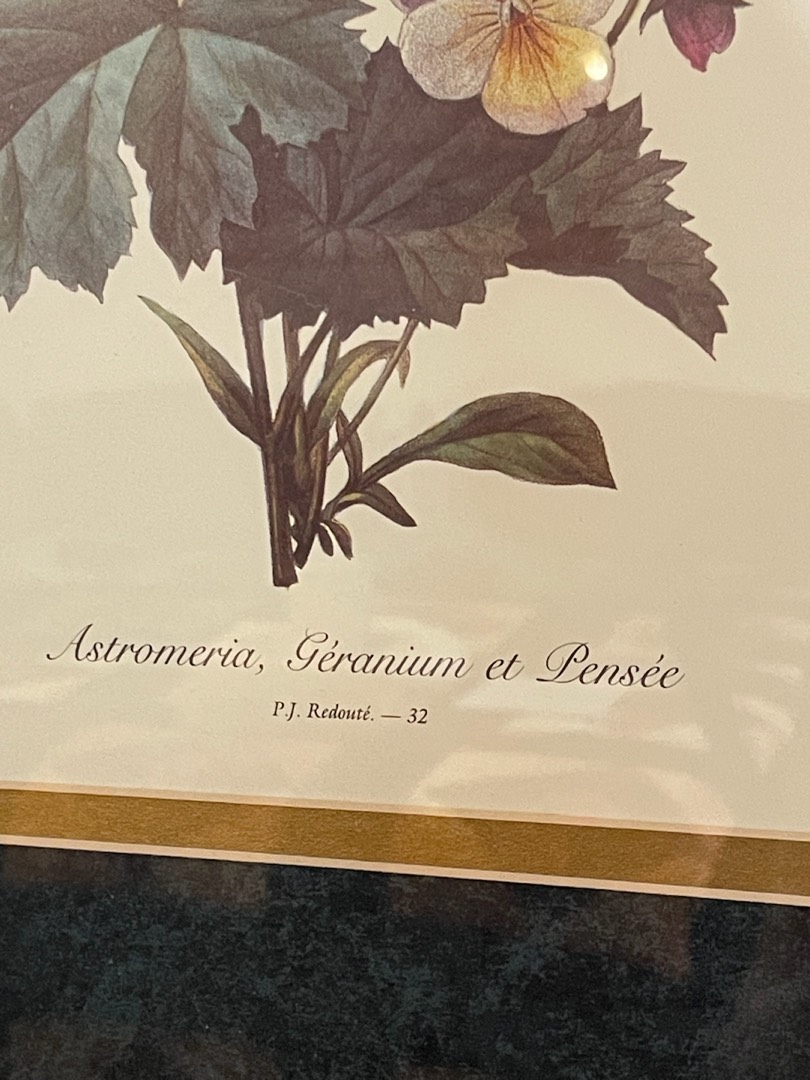 Astromeria, Géranium et Pensée
P.J. Redouté. — 32